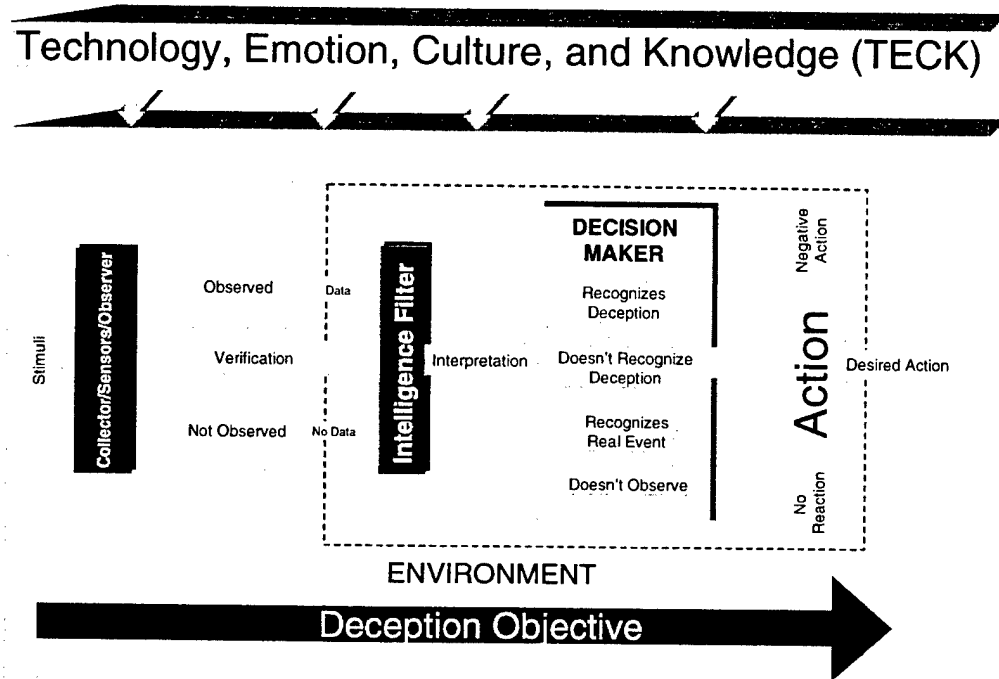 Technology, Emotion, Culture, and Knowledge (TECK)
Stimuli
Collector/Sensors/Observer
Observed
Verification
Not Observed
Data
No Data
Intelligence Filter
Interpretation
DECISION
MAKER
Recognizes
Deception
Doesn't Recognize
Deception
Recognizes
Real Event
Doesn't Observe
Negative
Action
Action
No
Reaction
Desired Action
ENVIRONMENT
Deception Objective